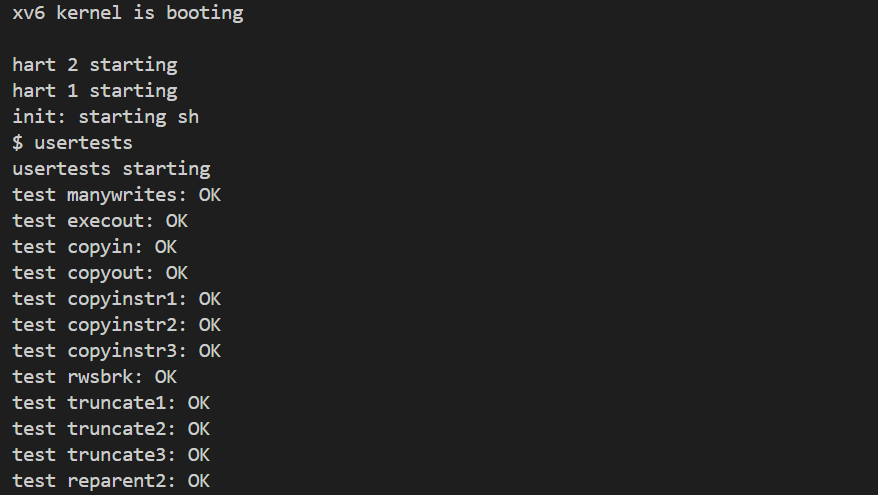 xv6 kernel is booting
hart 2 starting
hart 1 starting
init: starting sh
$ usertests
usertests starting
test manywrites: OK
test execout: OK
test copyin: OK
test copyout: OK
test copyinstr1: OK
test copyinstr2: OK
test copyinstr3: OK
test rwsbrk: OK
test truncate1: OK
test truncate2: OK
test truncate3: OK
test reparent2: OK